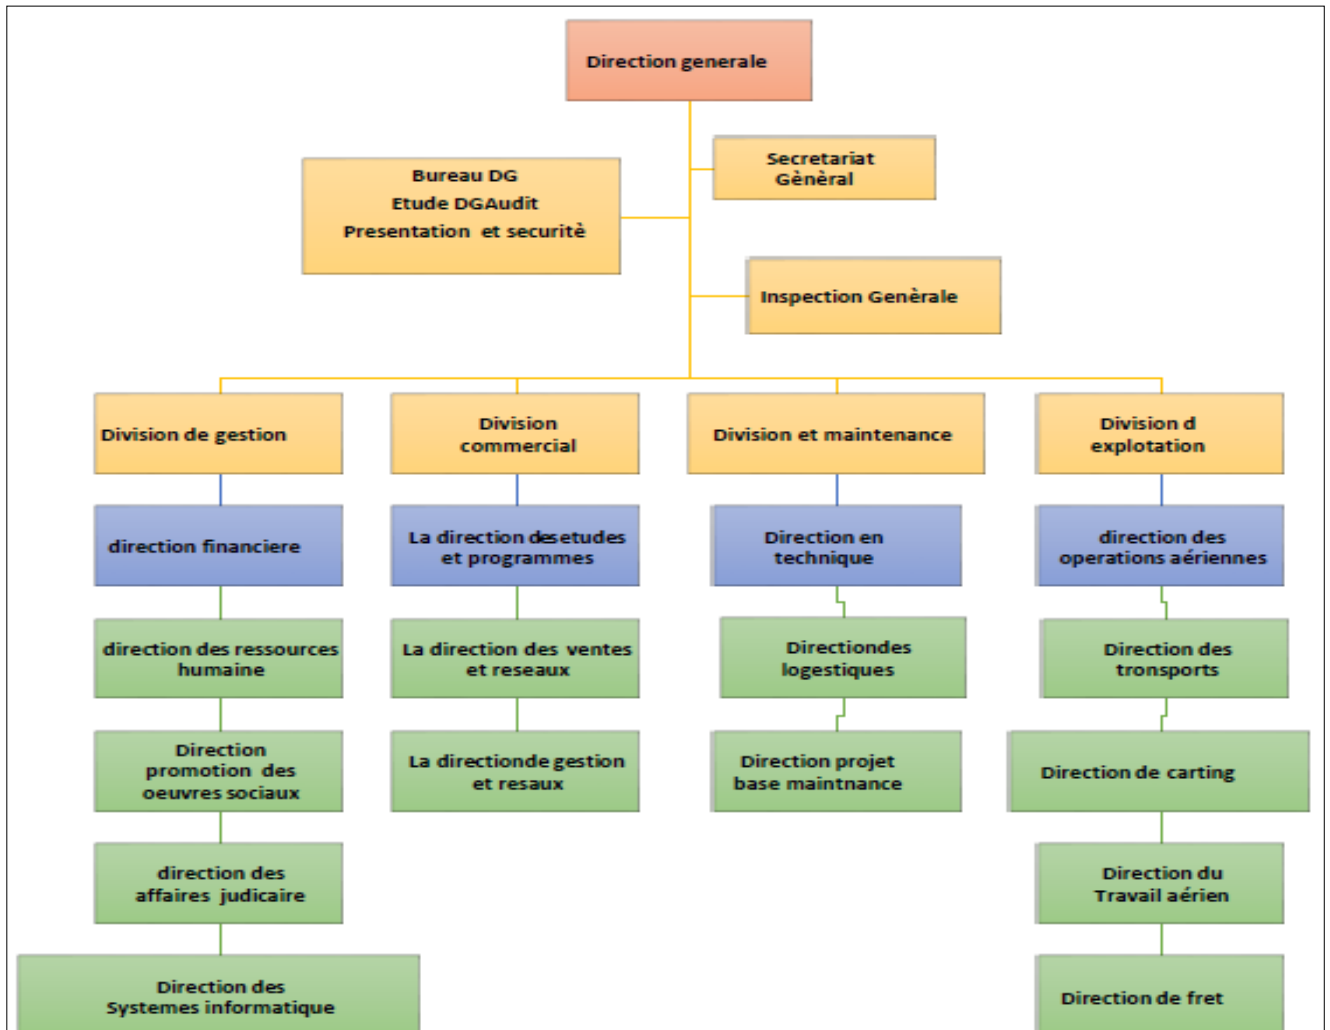 Direction generale
Secretariat
Gènèral
Bureau DG
Etude DGAudit
Presentation et securitè
Inspection Genèrale
Division de gestion
Division
commercial
Division et maintenance
Division d
explotation
direction financiere
La direction desetudes
et programmes
Direction en
technique
direction des
operations aériennes
direction des ressources
humaine
La direction des ventes
et reseaux
Directiondes
logestiques
Direction des
tronsports
Direction
promotion des
oeuvres sociaux
La directionde gestion
et resaux
Direction projet
base maintnance
Direction de carting
direction des
affaires judicaire
Direction du
Travail aérien
Direction des
Systemes informatique
Direction de fret